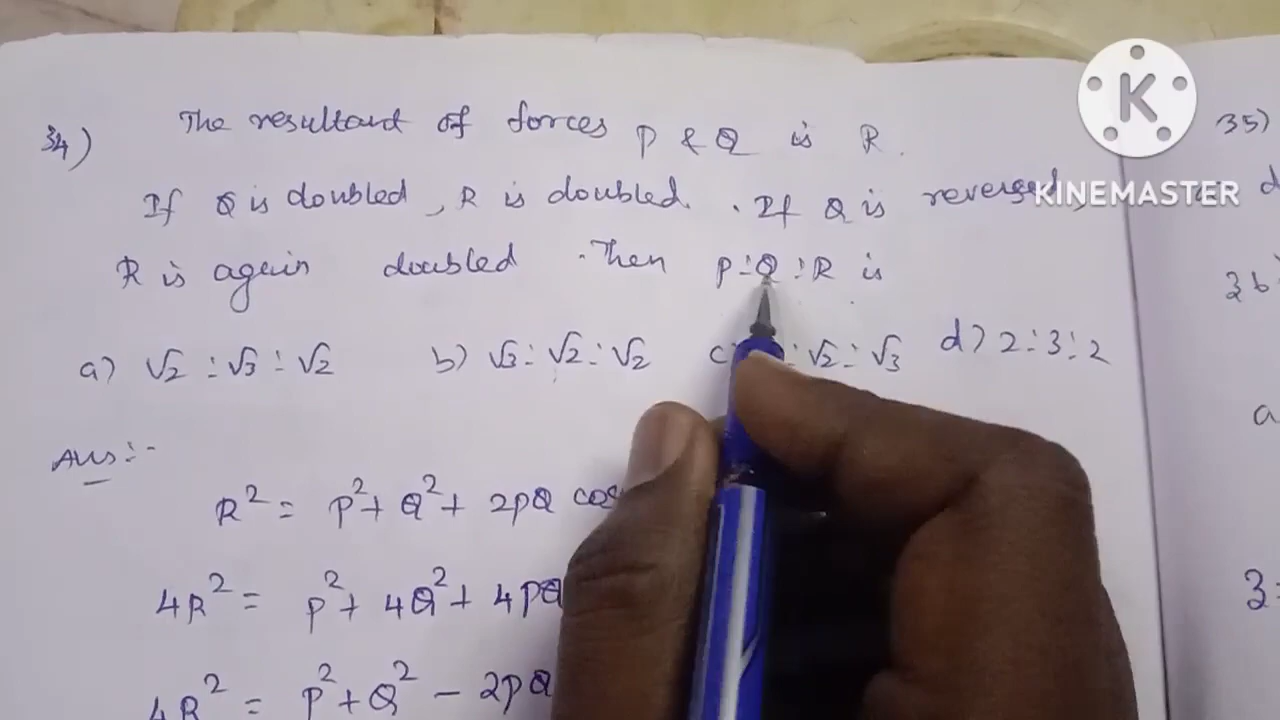 34) The resultant of forces P & Q is R.
If Q is doubled, R is doubled. If Q is reversed,
R is again doubled. Then P:Q:R is
a) √2 : √3 : √2 b) √3 : √2 : √2 c) : √2 : √3 d) 2:3:2
Ans:-
R² = P² + Q² + 2PQ cos
4R² = P² + 4Q² + 4PQ
4R² = P² + Q² - 2PQ
35)
d
36)
a
3
K
KINEMASTER